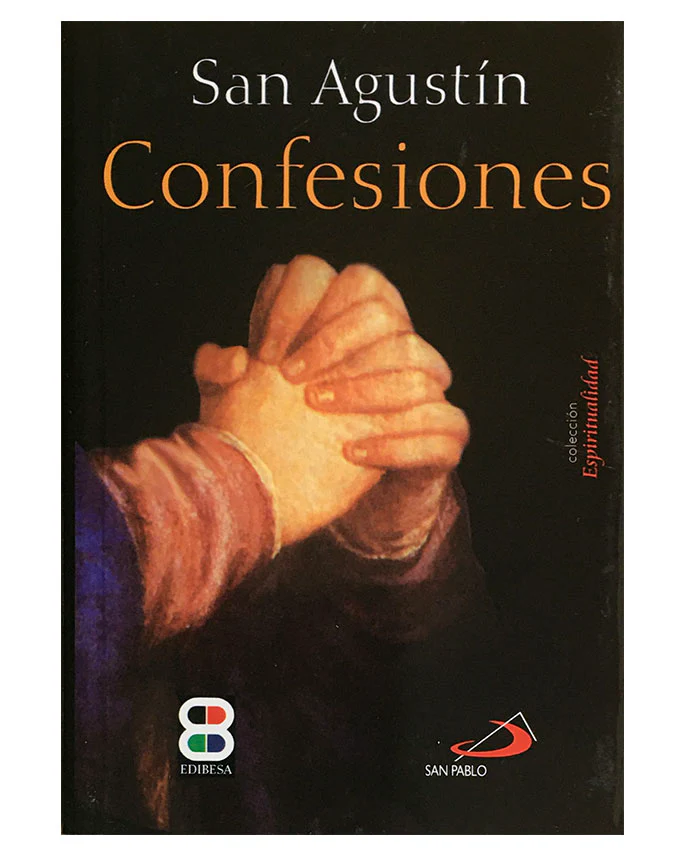 San Agustín
Confesiones
colección
Espiritualidad
EDIBESA
SAN PABLO